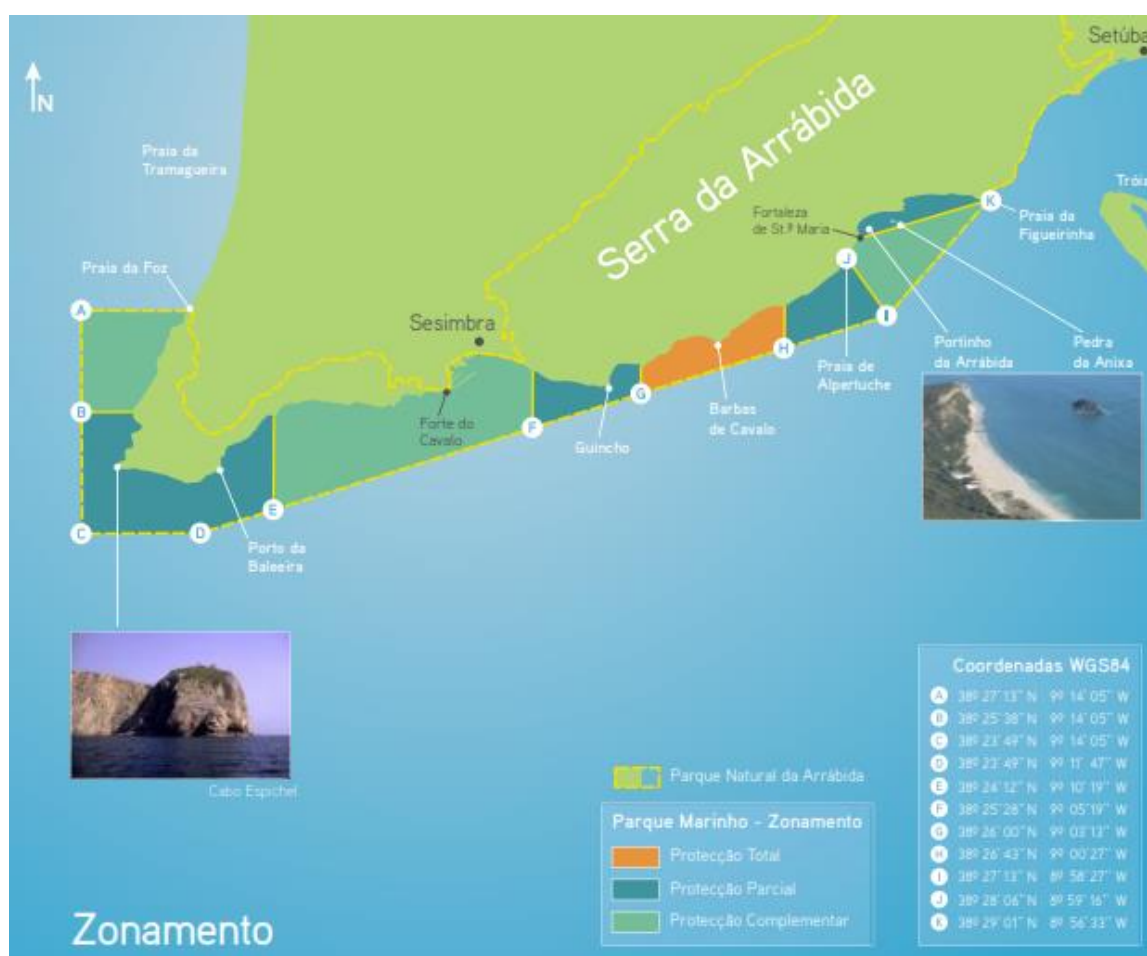 N
Setúba
Praia da
Tramagueira
Serra da Arrábida
Tróia
Fortaleza
de St.ª Maria
K
Praia da
Figueirinha
Praia da Foz
J
A
Sesimbra
I
Portinho
da Arrábida
Pedra
da Anixa
H
Praia de
Alpertuche
G
Barbas
de Cavalo
B
Forte do
Cavalo
F
Guincho
E
C
D
Porto da
Baleeira
Cabo Espichel
Coordenadas WGS84
A 38º 27' 13" N 9º 14' 05" W
B 38º 25' 38" N 9º 14' 05" W
C 38º 23' 49" N 9º 14' 05" W
D 38º 23' 49" N 9º 11' 47" W
E 38º 24' 12" N 9º 10' 19" W
F 38º 25' 28" N 9º 05' 19" W
G 38º 26' 00" N 9º 03' 13" W
H 38º 26' 43" N 9º 00' 27" W
I 38º 27' 13" N 8º 58' 27" W
J 38º 28' 06" N 8º 59' 16" W
K 38º 29' 01" N 8º 56' 33" W
Parque Natural da Arrábida
Parque Marinho - Zonamento
Protecção Total
Protecção Parcial
Protecção Complementar
Zonamento